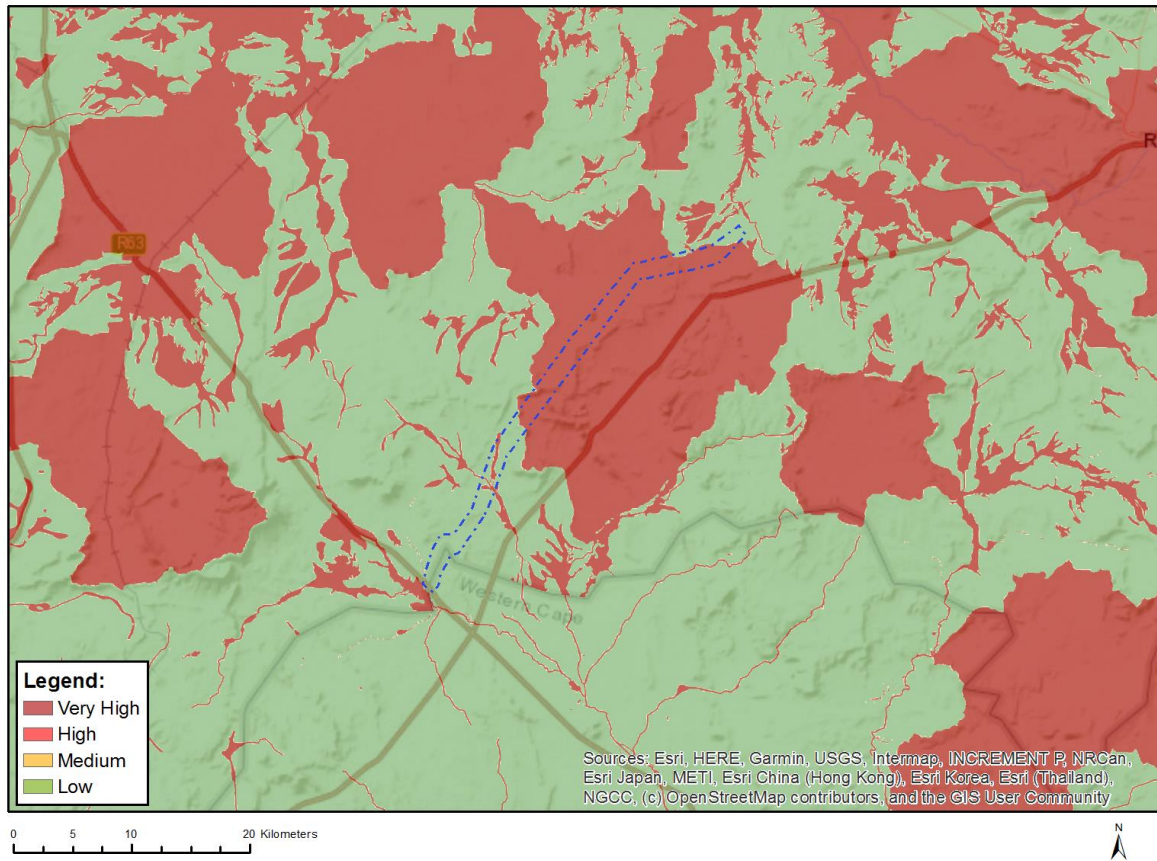 R
R63
Western Cape
Legend:
Very High
High
Medium
Low
Sources: Esri, HERE, Garmin, USGS, Intermap, INCREMENT P, NRCan,
Esri Japan, METI, Esri China (Hong Kong), Esri Korea, Esri (Thailand),
NGCC, (c) OpenStreetMap contributors, and the GIS User Community
0 5 10 20 Kilometers
N